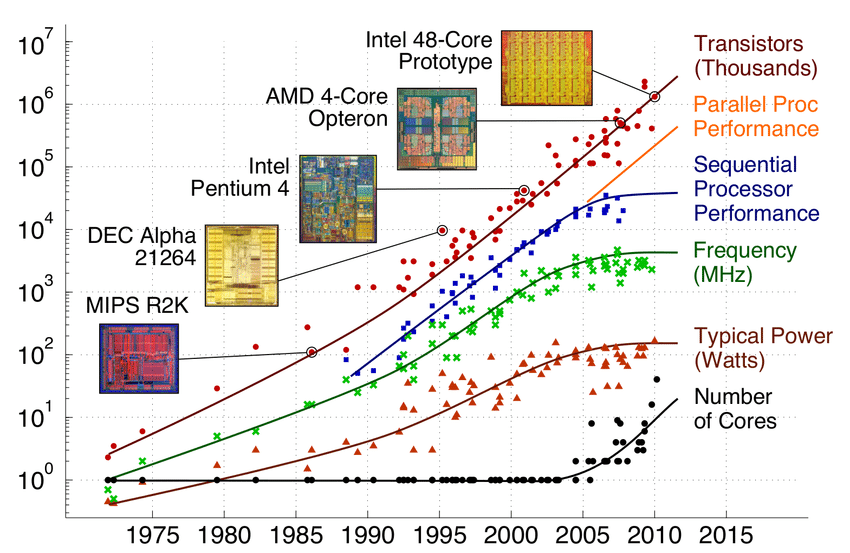 10^7
10^6
10^5
10^4
10^3
10^2
10^1
10^0
Intel 48-Core
Prototype
AMD 4-Core
Opteron
Intel
Pentium 4
DEC Alpha
21264
MIPS R2K
Transistors
(Thousands)
Parallel Proc
Performance
Sequential
Processor
Performance
Frequency
(MHz)
Typical Power
(Watts)
Number
of Cores
1975 1980 1985 1990 1995 2000 2005 2010 2015